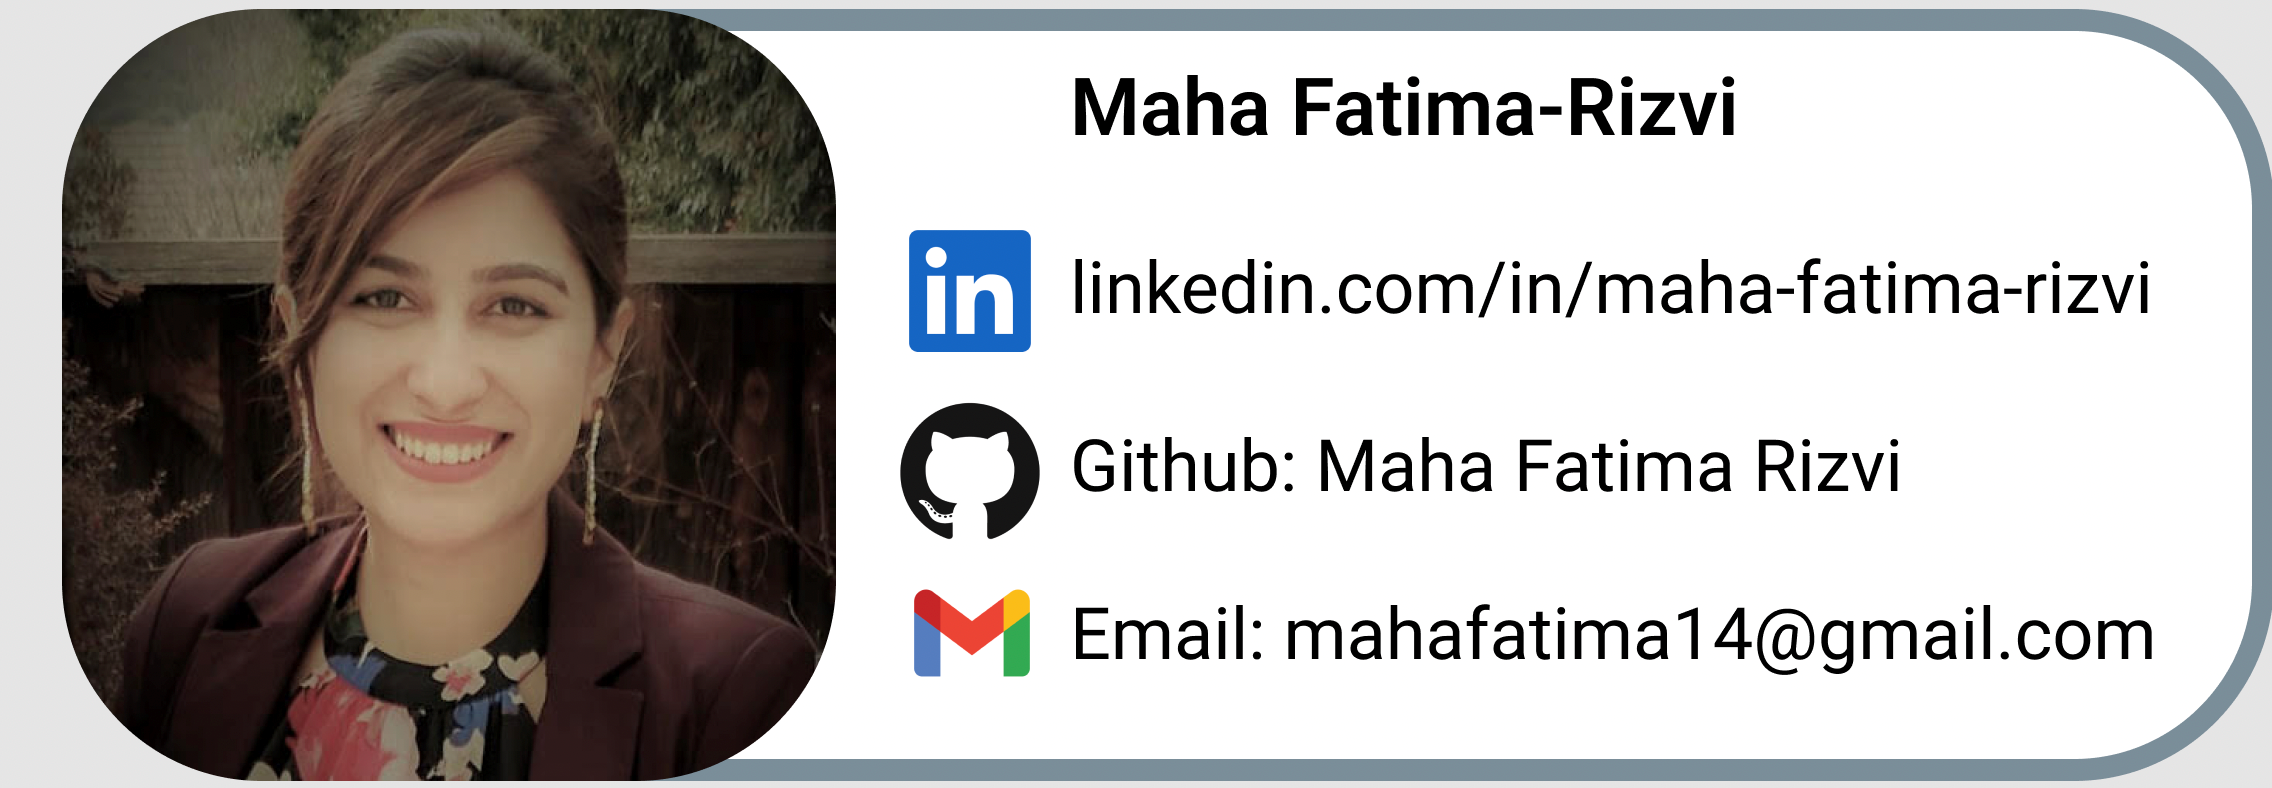 Maha Fatima-Rizvi
linkedin.com/in/maha-fatima-rizvi
Github: Maha Fatima Rizvi
Email: mahafatima14@gmail.com